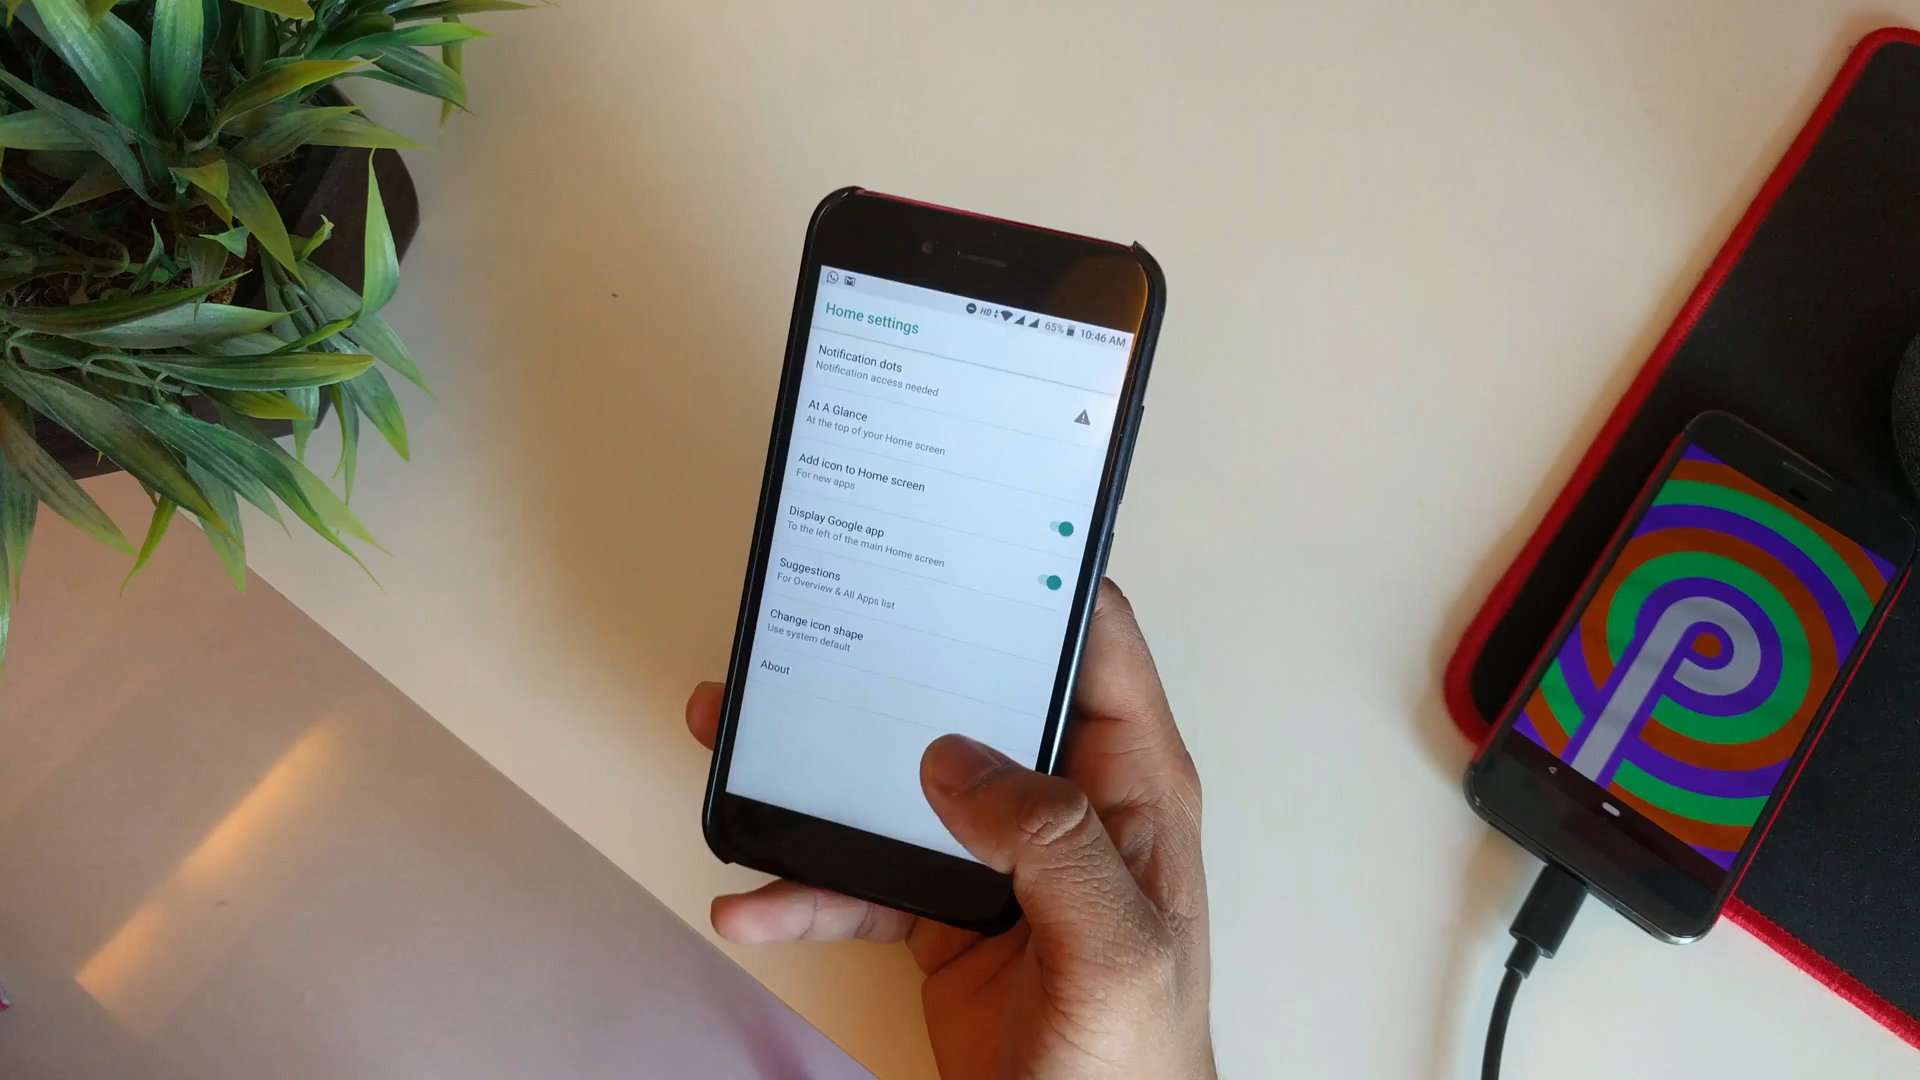 HD 65% 10:46 AM
Home settings
Notification dots
Notification access needed
At A Glance
At the top of your Home screen
Add icon to Home screen
For new apps
Display Google app
To the left of the main Home screen
Suggestions
For Overview & All Apps list
Change icon shape
Use system default
About
P